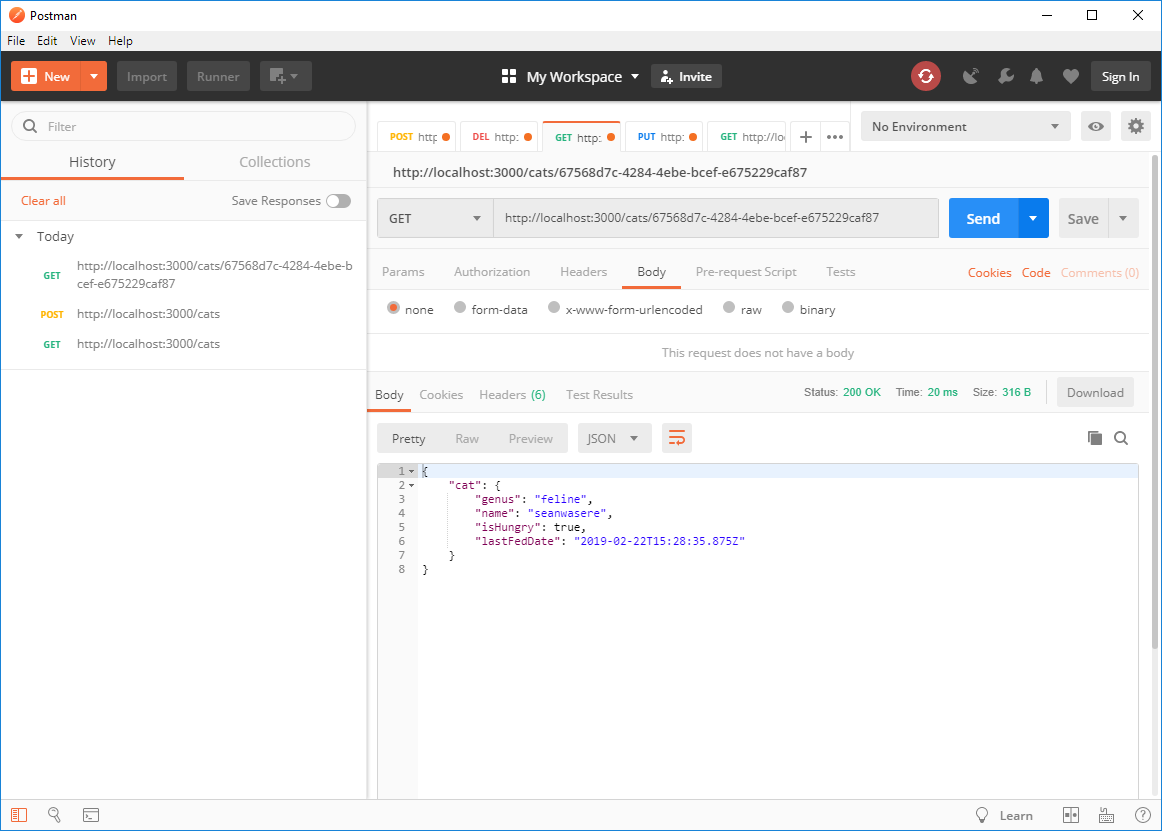 Postman
File Edit View Help
New Import Runner My Workspace Invite Sign In
Filter
History Collections
Clear all Save Responses
Today
GET http://localhost:3000/cats/67568d7c-4284-4ebe-b
cef-e675229caf87
POST http://localhost:3000/cats
GET http://localhost:3000/cats
POST http: DEL http: GET http: PUT http: GET http://loc + ••• No Environment
http://localhost:3000/cats/67568d7c-4284-4ebe-bcef-e675229caf87
GET http://localhost:3000/cats/67568d7c-4284-4ebe-bcef-e675229caf87 Send Save
Params Authorization Headers Body Pre-request Script Tests Cookies Code Comments (0)
none form-data x-www-form-urlencoded raw binary
This request does not have a body
Body Cookies Headers (6) Test Results Status: 200 OK Time: 20 ms Size: 316 B Download
Pretty Raw Preview JSON
1 {
2 "cat": {
3 "genus": "feline",
4 "name": "seanwasere",
5 "isHungry": true,
6 "lastFedDate": "2019-02-22T15:28:35.875Z"
7 }
8 }
Learn